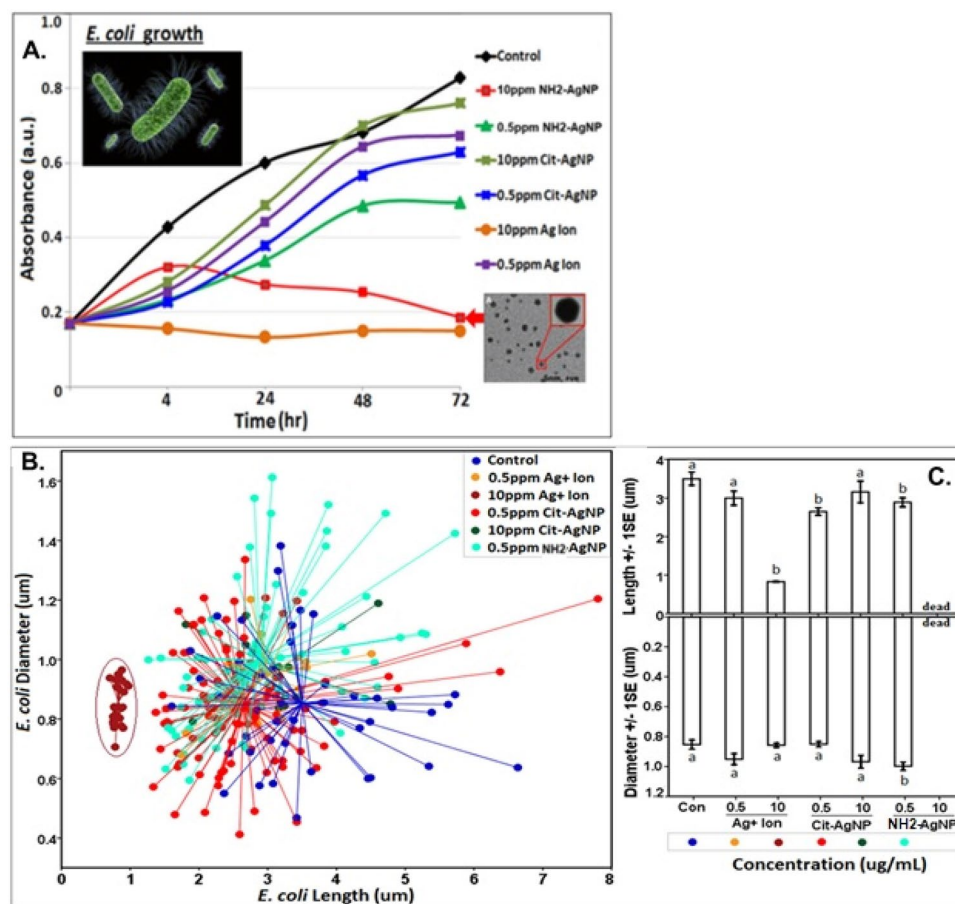 A.
E. coli growth
Absorbance (a.u.)
1.0
0.8
0.6
0.4
0.2
0
4
24
48
72
Time (hr)
Control
10ppm NH2-AgNP
0.5ppm NH2-AgNP
10ppm Cit-AgNP
0.5ppm Cit-AgNP
10ppm Ag Ion
0.5ppm Ag Ion
B.
E. coli Diameter (um)
1.6
1.4
1.2
1.0
0.8
0.6
0.4
0
1
2
3
4
5
6
7
8
E. coli Length (um)
Control
0.5ppm Ag+ Ion
10ppm Ag+ Ion
0.5ppm Cit-AgNP
10ppm Cit-AgNP
0.5ppm NH2-AgNP
C.
Length +/- 1SE (um)
4
3
2
1
0
a
a
b
b
a
b
dead
dead
Diameter +/- 1SE (um)
0.2
0.6
1.0
1.2
a
a
a
a
a
b
Con
0.5
10
0.5
10
0.5
10
Ag+ Ion
Cit-AgNP
NH2-AgNP
Concentration (ug/mL)